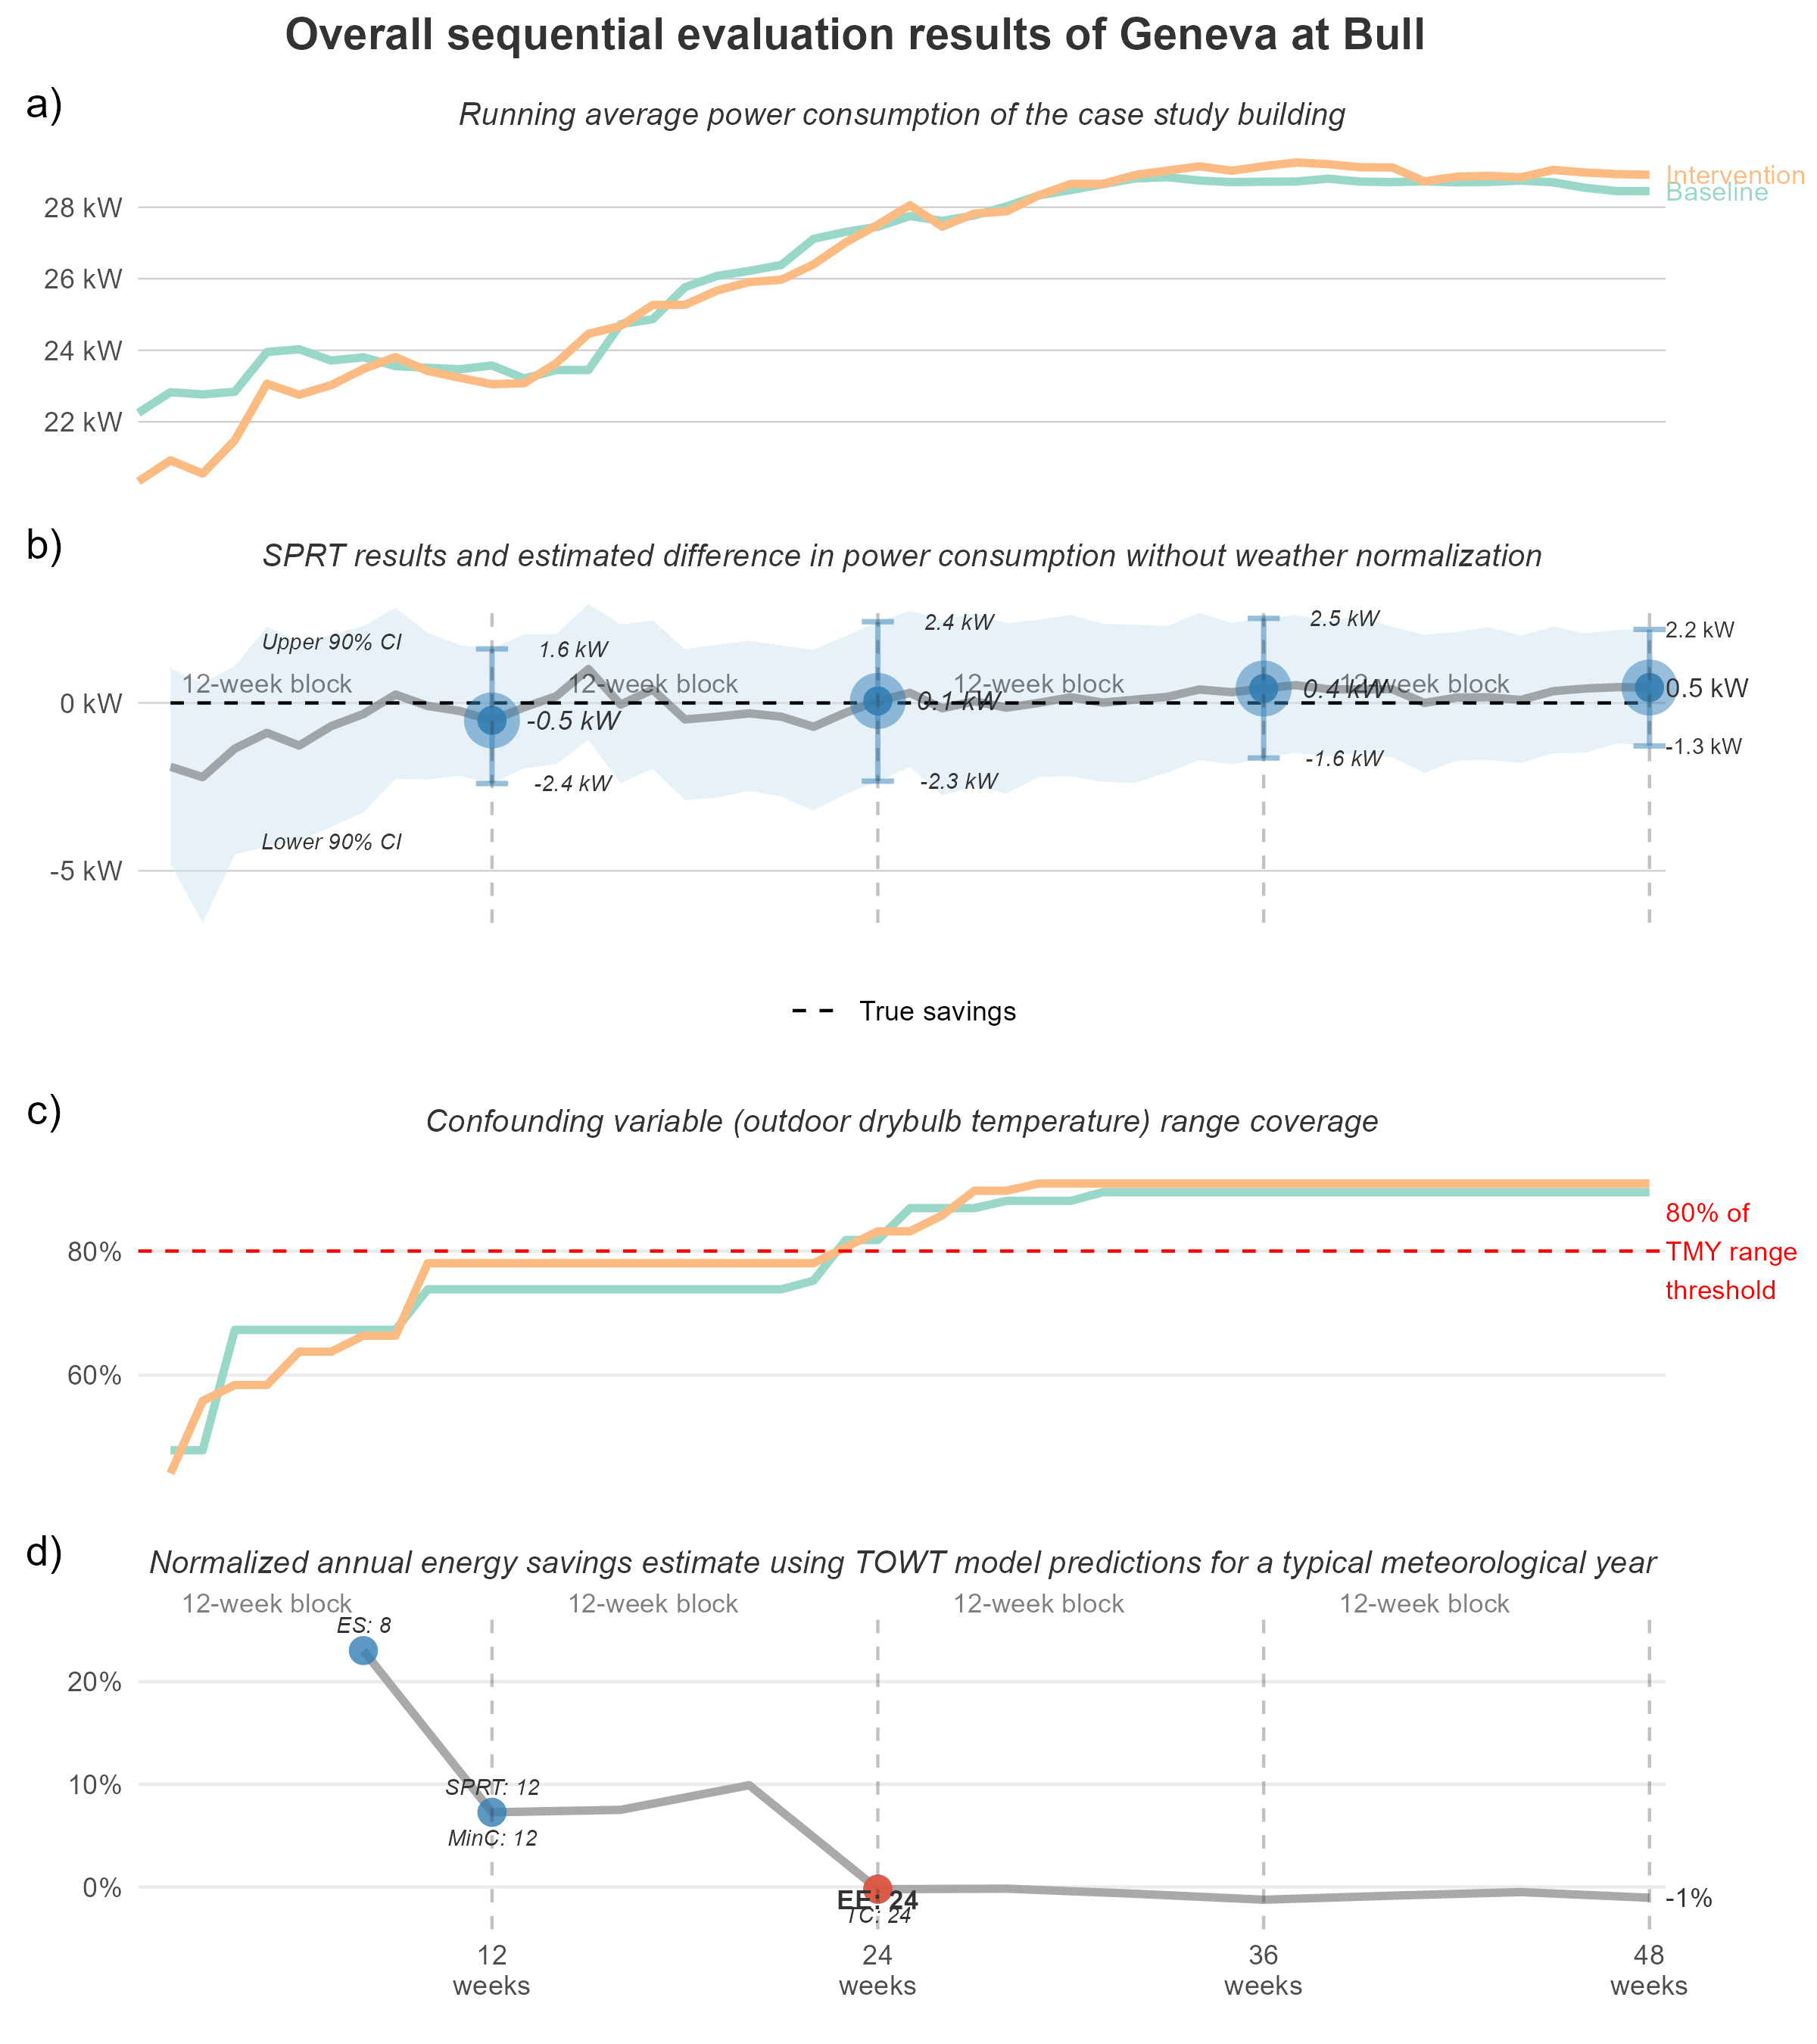 Overall sequential evaluation results of Geneva at Bull
a)
Running average power consumption of the case study building
Intervention
Baseline
28 kW
26 kW
24 kW
22 kW
b)
SPRT results and estimated difference in power consumption without weather normalization
Upper 90% CI
1.6 kW
2.4 kW
2.5 kW
2.2 kW
12-week block
12-week block
12-week block
12-week block
0 kW
-0.5 kW
0.1 kW
0.4 kW
0.5 kW
-2.4 kW
-2.3 kW
-1.6 kW
-1.3 kW
Lower 90% CI
-5 kW
True savings
c)
Confounding variable (outdoor drybulb temperature) range coverage
80% of
TMY range
threshold
80%
60%
d)
Normalized annual energy savings estimate using TOWT model predictions for a typical meteorological year
12-week block
12-week block
12-week block
12-week block
ES: 8
20%
10%
SPRT: 12
MinC: 12
0%
EE: 24
TC: 24
-1%
12
weeks
24
weeks
36
weeks
48
weeks